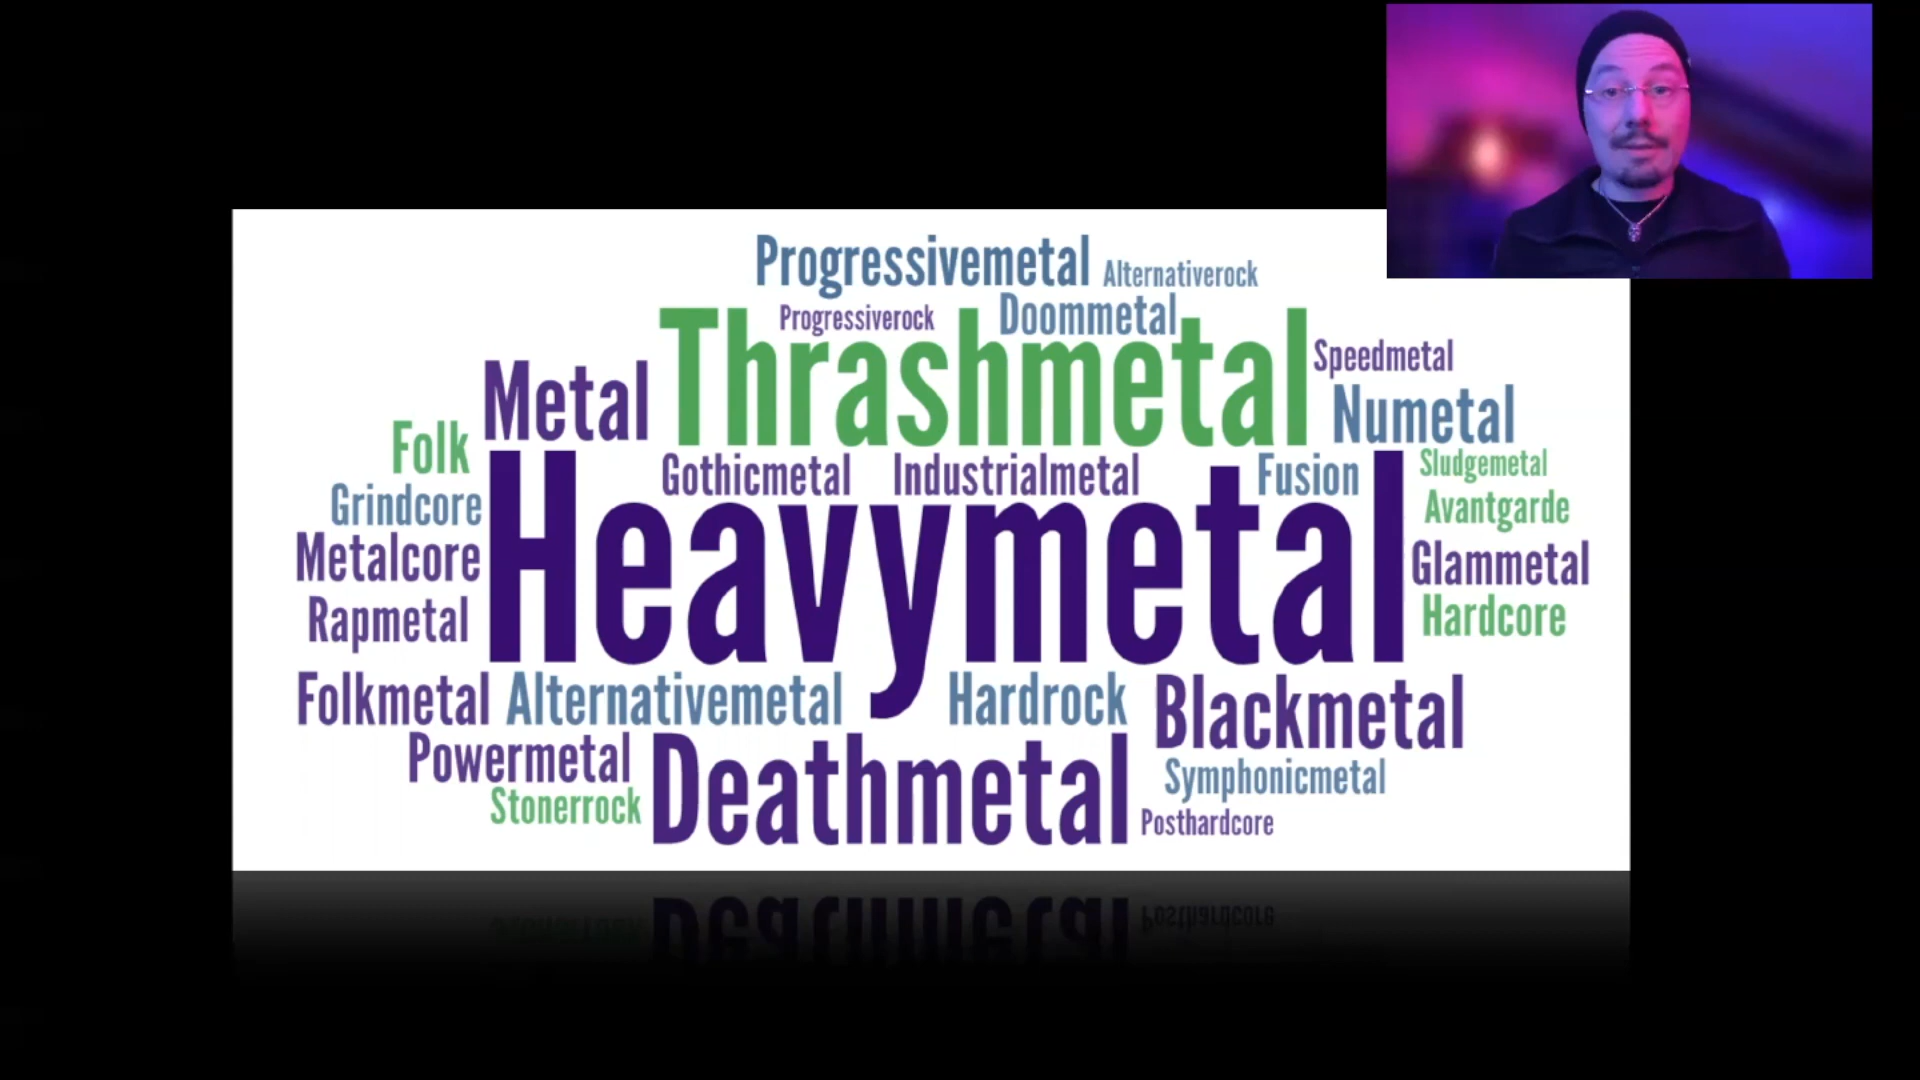 Progressivemetal Alternativerock
Progressiverock Doommetal
Metal Thrashmetal Speedmetal
Numetal
Folk Gothicmetal Industrialmetal Fusion Sludgemetal
Grindcore Avantgarde
Metalcore Heavymetal Glammetal
Rapmetal Hardcore
Folkmetal Alternativemetal Hardrock Blackmetal
Powermetal Deathmetal Symphonicmetal
Stonerrock Posthardcore